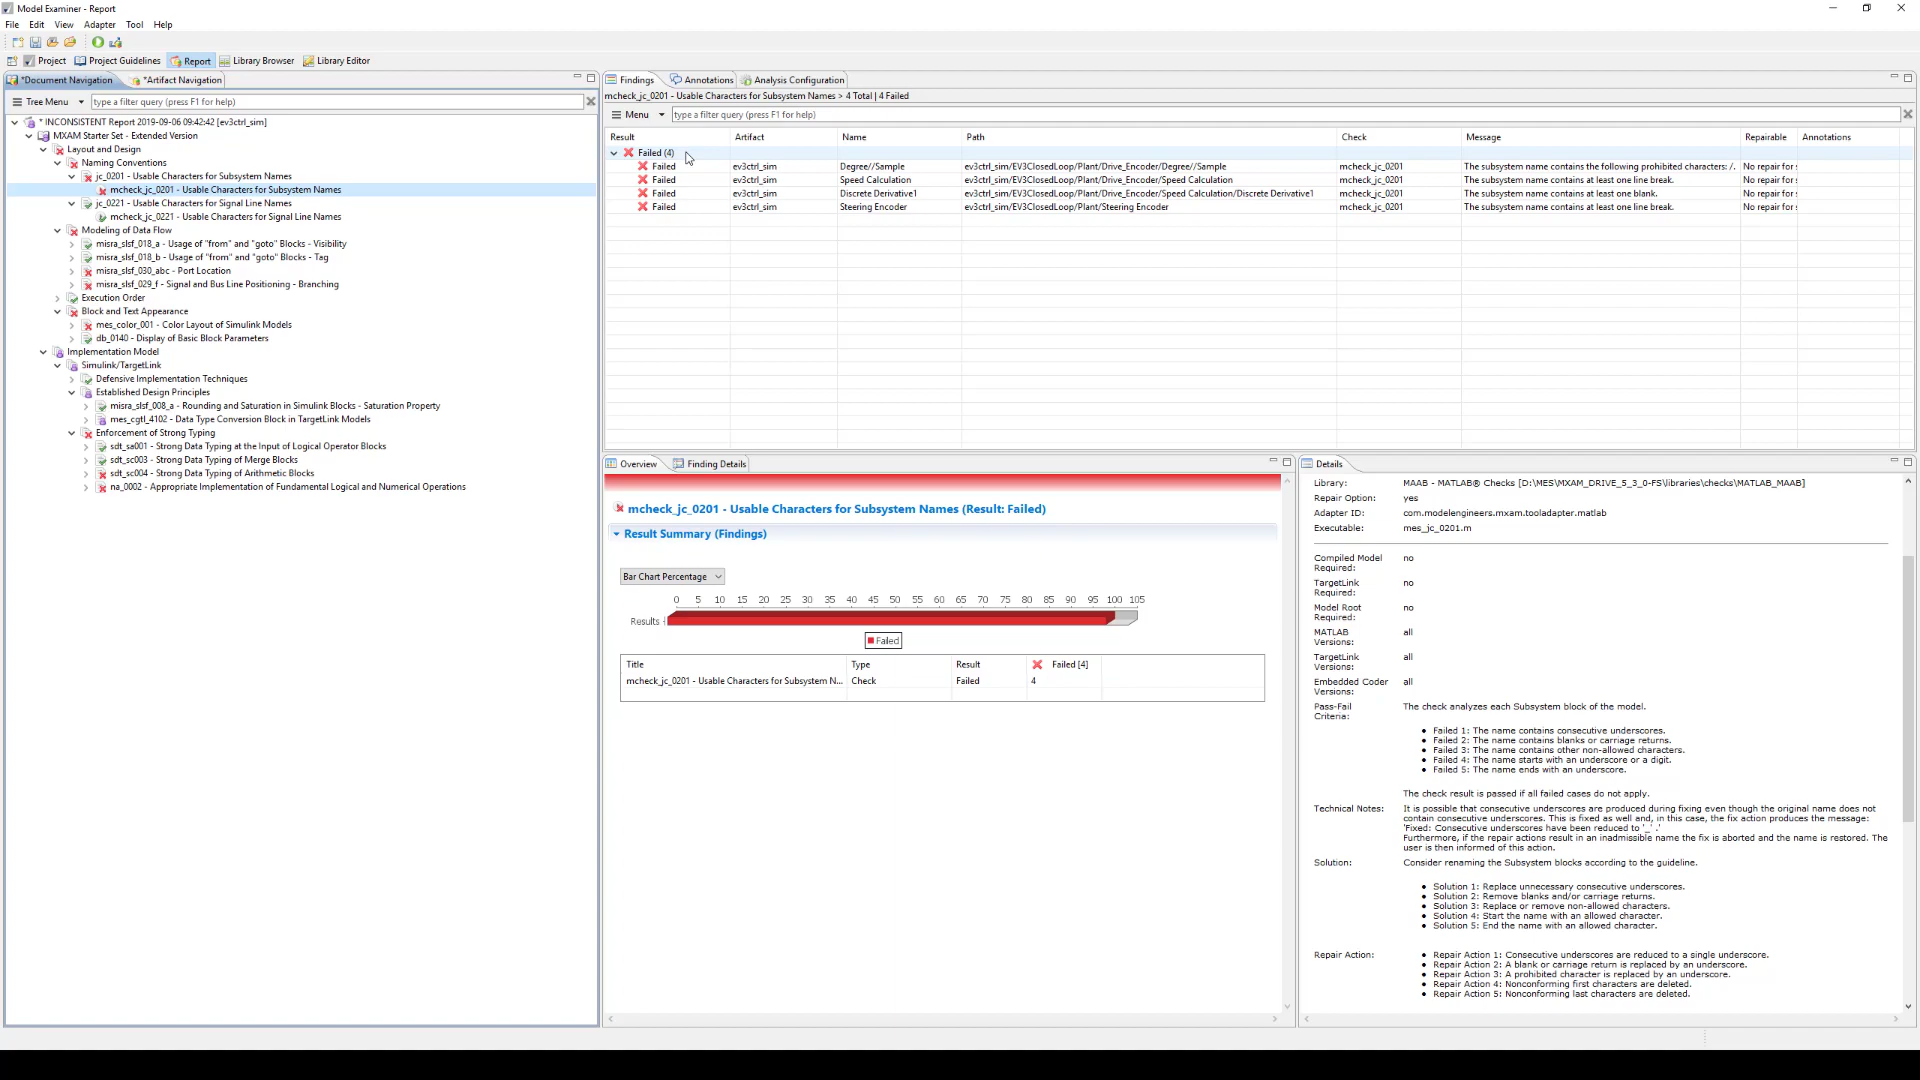 Model Examiner - Report
File Edit View Adapter Tool Help
Project Project Guidelines Report Library Browser Library Editor
*Document Navigation *Artifact Navigation
Tree Menu type a filter query (press F1 for help)
* INCONSISTENT Report 2019-09-06 09:42:42 [ev3ctrl_sim]
MXAM Starter Set - Extended Version
Layout and Design
Naming Conventions
jc_0201 - Usable Characters for Subsystem Names
mcheck_jc_0201 - Usable Characters for Subsystem Names
jc_0221 - Usable Characters for Signal Line Names
mcheck_jc_0221 - Usable Characters for Signal Line Names
Modeling of Data Flow
misra_slsf_018_a - Usage of "from" and "goto" Blocks - Visibility
misra_slsf_018_b - Usage of "from" and "goto" Blocks - Tag
misra_slsf_030_abc - Port Location
misra_slsf_029_f - Signal and Bus Line Positioning - Branching
Execution Order
Block and Text Appearance
mes_color_001 - Color Layout of Simulink Models
db_0140 - Display of Basic Block Parameters
Implementation Model
Simulink/TargetLink
Defensive Implementation Techniques
Established Design Principles
misra_slsf_008_a - Rounding and Saturation in Simulink Blocks - Saturation Property
mes_cgtl_4102 - Data Type Conversion Block in TargetLink Models
Enforcement of Strong Typing
sdt_sa001 - Strong Data Typing at the Input of Logical Operator Blocks
sdt_sc003 - Strong Data Typing of Merge Blocks
sdt_sc004 - Strong Data Typing of Arithmetic Blocks
na_0002 - Appropriate Implementation of Fundamental Logical and Numerical Operations
Findings Annotations Analysis Configuration
mcheck_jc_0201 - Usable Characters for Subsystem Names > 4 Total | 4 Failed
Menu type a filter query (press F1 for help)
Result Artifact Name Path Check Message Repairable Annotations
Failed (4)
Failed ev3ctrl_sim Degree//Sample ev3ctrl_sim/EV3ClosedLoop/Plant/Drive_Encoder/Degree//Sample mcheck_jc_0201 The subsystem name contains the following prohibited characters: /. No repair for s
Failed ev3ctrl_sim Speed Calculation ev3ctrl_sim/EV3ClosedLoop/Plant/Drive_Encoder/Speed Calculation mcheck_jc_0201 The subsystem name contains at least one line break. No repair for s
Failed ev3ctrl_sim Discrete Derivative1 ev3ctrl_sim/EV3ClosedLoop/Plant/Drive_Encoder/Speed Calculation/Discrete Derivative1 mcheck_jc_0201 The subsystem name contains at least one blank. No repair for s
Failed ev3ctrl_sim Steering Encoder ev3ctrl_sim/EV3ClosedLoop/Plant/Steering Encoder mcheck_jc_0201 The subsystem name contains at least one line break. No repair for s
Overview Finding Details
mcheck_jc_0201 - Usable Characters for Subsystem Names (Result: Failed)
Result Summary (Findings)
Bar Chart Percentage
0 5 10 15 20 25 30 35 40 45 50 55 60 65 70 75 80 85 90 95 100 105
Results
Failed
Title Type Result Failed [4]
mcheck_jc_0201 - Usable Characters for Subsystem N... Check Failed 4
Details
Library: MAAB - MATLAB® Checks [D:\MES\MXAM_DRIVE_5_3_0-FS\libraries\checks\MATLAB_MAAB]
Repair Option: yes
Adapter ID: com.modelengineers.mxam.tooladapter.matlab
Executable: mes_jc_0201.m
Compiled Model Required: no
TargetLink Required: no
Model Root Required: no
MATLAB Versions: all
TargetLink Versions: all
Embedded Coder Versions: all
Pass-Fail Criteria: The check analyzes each Subsystem block of the model.
• Failed 1: The name contains consecutive underscores.
• Failed 2: The name contains blanks or carriage returns.
• Failed 3: The name contains other non-allowed characters.
• Failed 4: The name starts with an underscore or a digit.
• Failed 5: The name ends with an underscore.
The check result is passed if all failed cases do not apply.
Technical Notes: It is possible that consecutive underscores are produced during fixing even though the original name does not
contain consecutive underscores. This is fixed as well and, in this case, the fix action produces the message:
'Fixed: Consecutive underscores have been reduced to '_' .'
Furthermore, if the repair actions result in an inadmissible name the fix is aborted and the name is restored. The
user is then informed of this action.
Solution: Consider renaming the Subsystem blocks according to the guideline.
• Solution 1: Replace unnecessary consecutive underscores.
• Solution 2: Remove blanks and/or carriage returns.
• Solution 3: Replace or remove non-allowed characters.
• Solution 4: Start the name with an allowed character.
• Solution 5: End the name with an allowed character.
Repair Action: • Repair Action 1: Consecutive underscores are reduced to a single underscore.
• Repair Action 2: A blank or carriage return is replaced by an underscore.
• Repair Action 3: A prohibited character is replaced by an underscore.
• Repair Action 4: Nonconforming first characters are deleted.
• Repair Action 5: Nonconforming last characters are deleted.